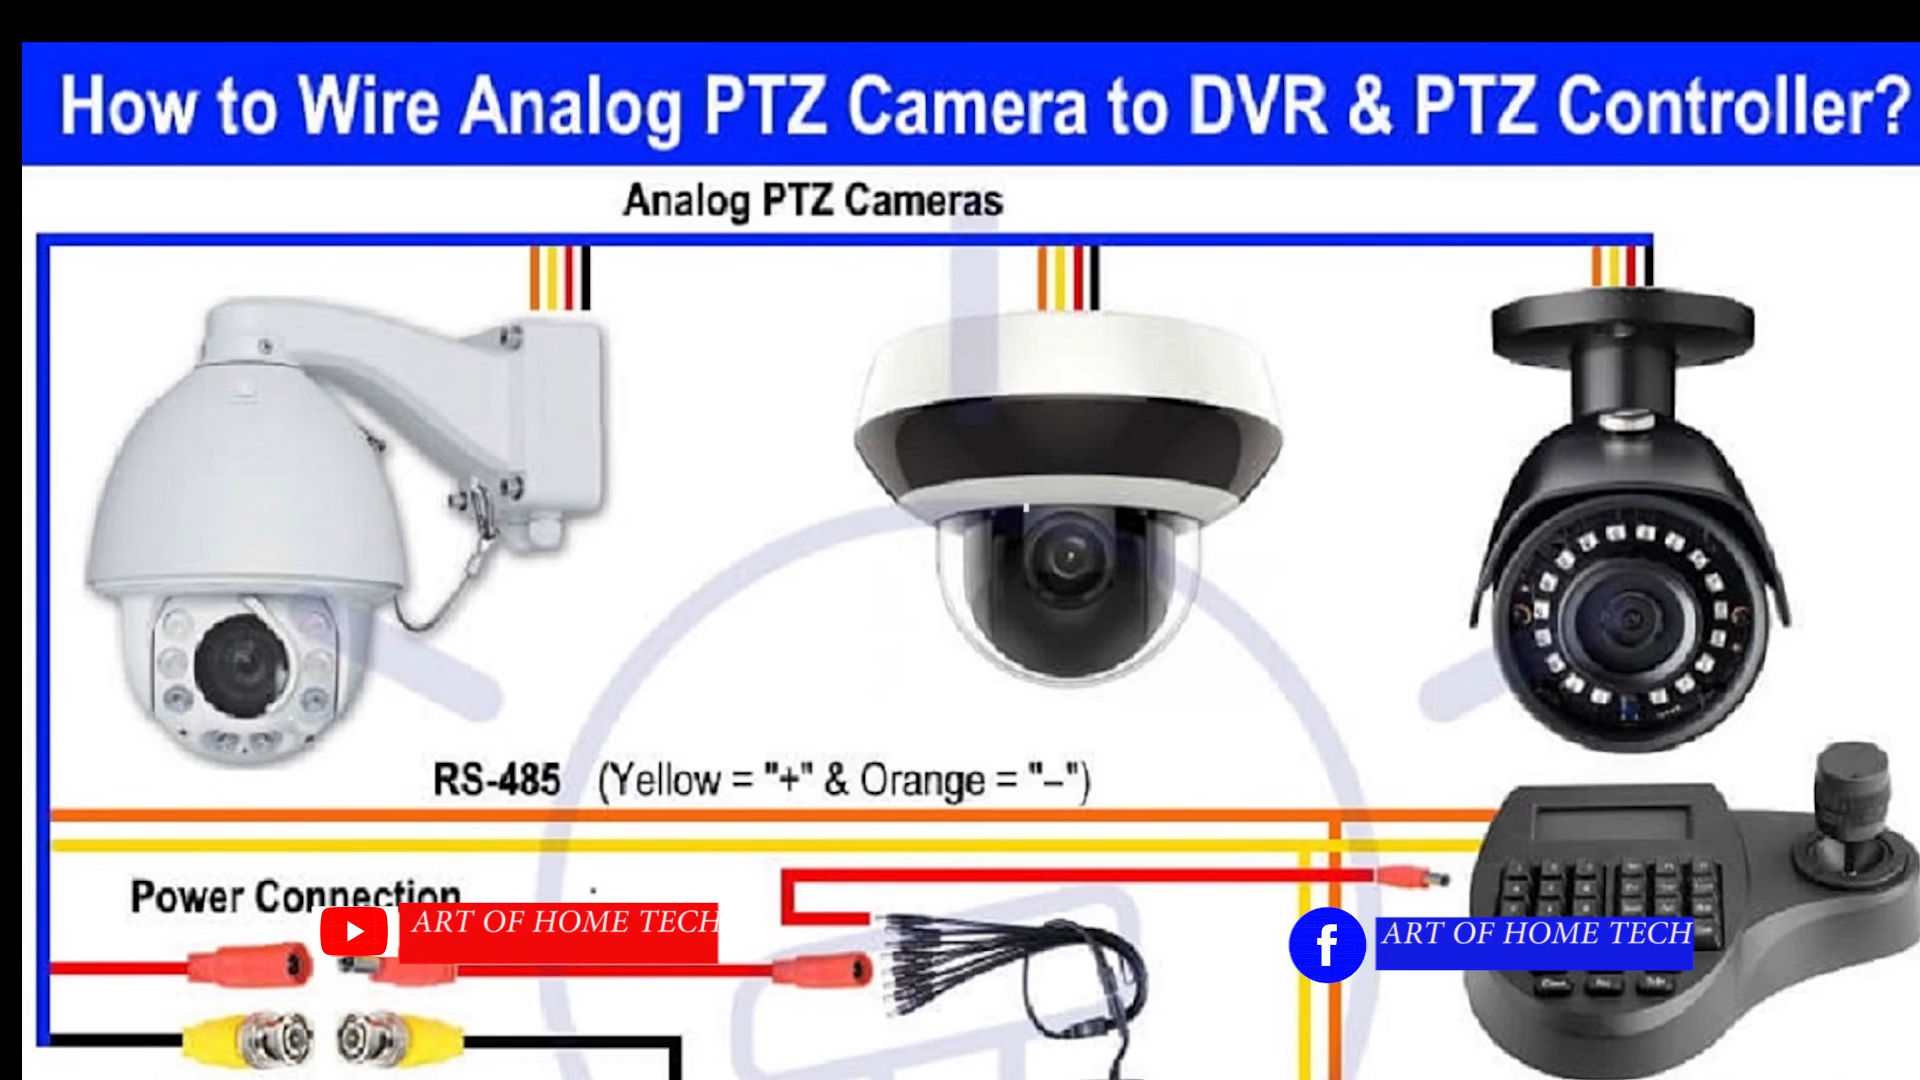 How to Wire Analog PTZ Camera to DVR & PTZ Controller?
Analog PTZ Cameras
RS-485 (Yellow = "+" & Orange = "–")
Power Connection
ART OF HOME TECH
ART OF HOME TECH